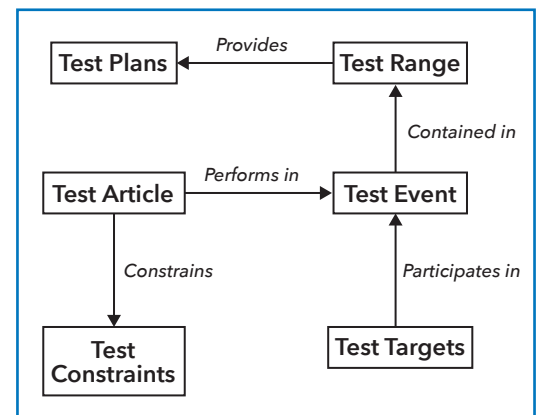 Provides
Test Plans
Test Range
Contained in
Performs in
Test Article
Test Event
Constrains
Participates in
Test
Constraints
Test Targets